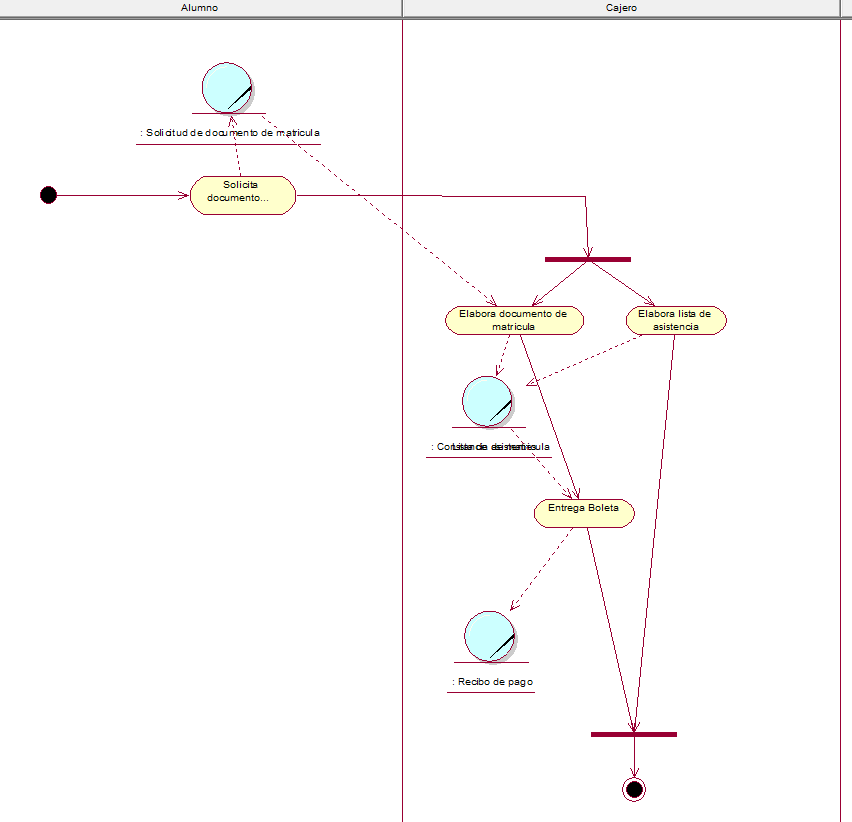 Alumno
Cajero
: Solicitud de documento de matricula
Solicita
documento...
Elabora documento de
matricula
Elabora lista de
asistencia
Entrega Boleta
: Recibo de pago